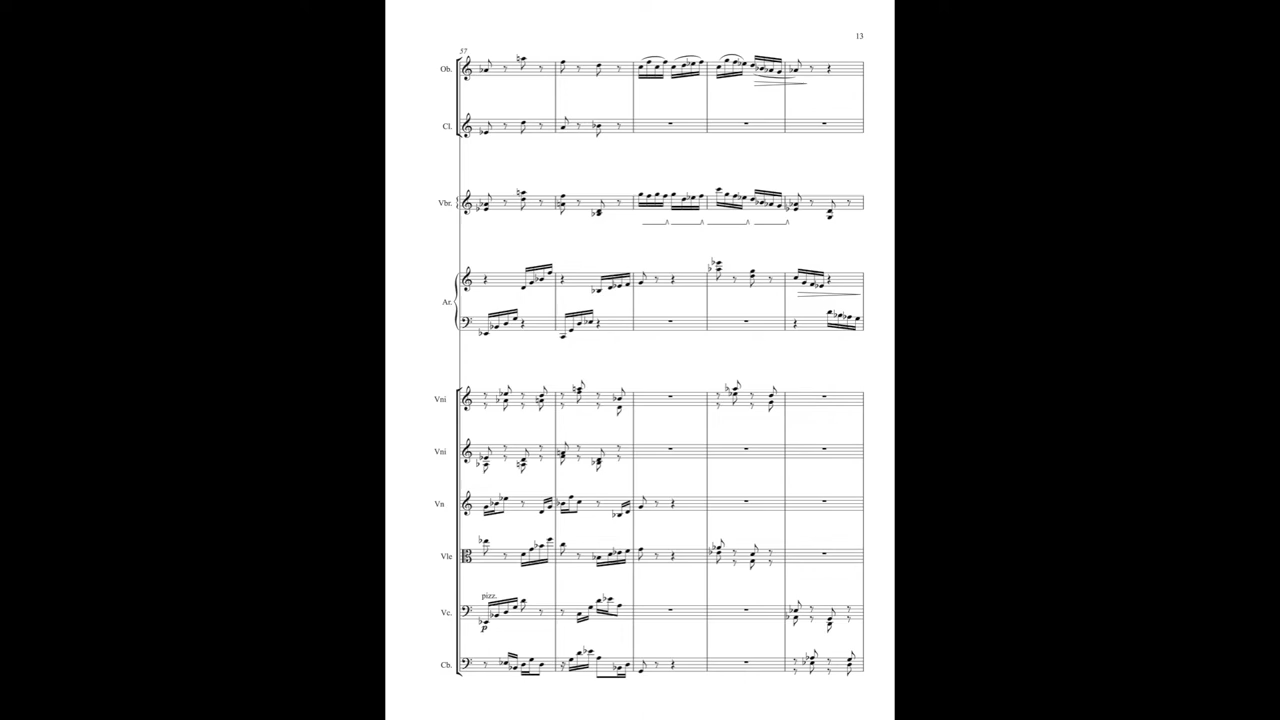 13
57
Ob.
Cl.
Vbr.
Ar.
Vni
Vni
Vn
Vle
pizz.
Vc.
p
Cb.